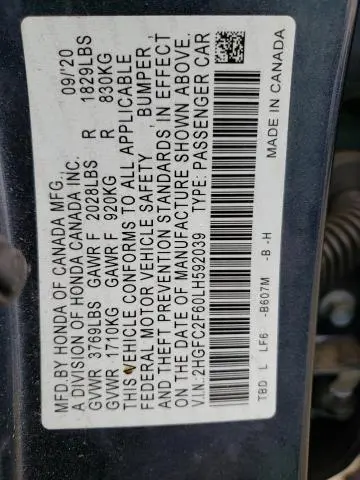 MFD. BY HONDA OF CANADA MFG., 09/20
A DIVISION OF HONDA CANADA INC.
GVWR 3769LBS GAWR F 2028LBS R 1829LBS
GVWR 1710KG GAWR F 920KG R 830KG
THIS VEHICLE CONFORMS TO ALL APPLICABLE
FEDERAL MOTOR VEHICLE SAFETY, BUMPER,
AND THEFT PREVENTION STANDARDS IN EFFECT
ON THE DATE OF MANUFACTURE SHOWN ABOVE.
V.I.N: 2HGFC2F60LH592039 TYPE: PASSENGER CAR
TBD L LF6 -B607M -B -H
MADE IN CANADA